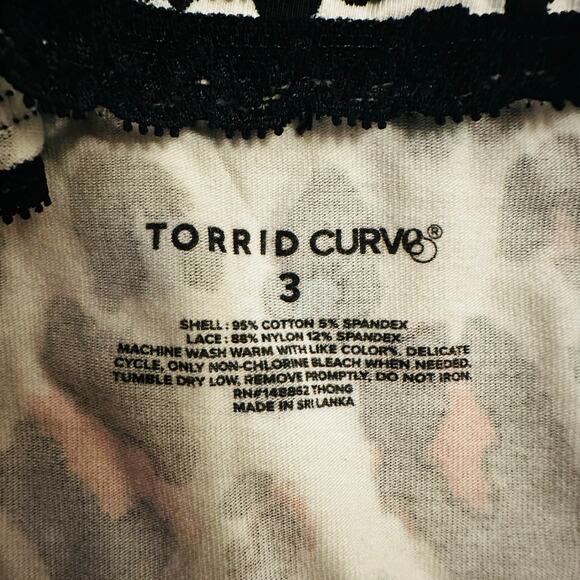 TORRID CURVE®
3
SHELL: 95% COTTON 5% SPANDEX
LACE: 88% NYLON 12% SPANDEX
MACHINE WASH WARM WITH LIKE COLORS, DELICATE
CYCLE, ONLY NON-CHLORINE BLEACH WHEN NEEDED.
TUMBLE DRY LOW, REMOVE PROMPTLY, DO NOT IRON.
RN#148862 THONG
MADE IN SRI LANKA